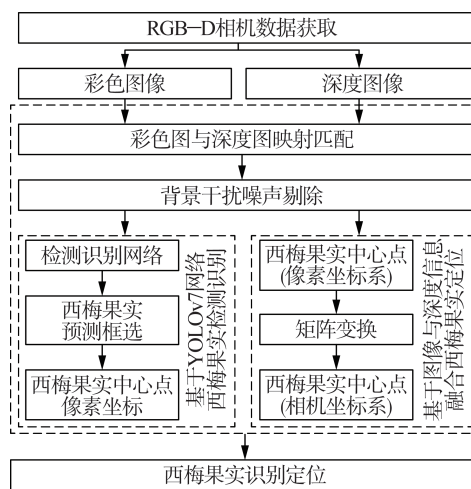 RGB-D相机数据获取
彩色图像
深度图像
彩色图与深度图映射匹配
背景干扰噪声剔除
检测识别网络
西梅果实
预测框选
西梅果实中心点
像素坐标
基于YOLOv7网络
西梅果实检测识别
西梅果实中心点
(像素坐标系)
矩阵变换
西梅果实中心点
(相机坐标系)
基于图像与深度信息
融合西梅果实定位
西梅果实识别定位